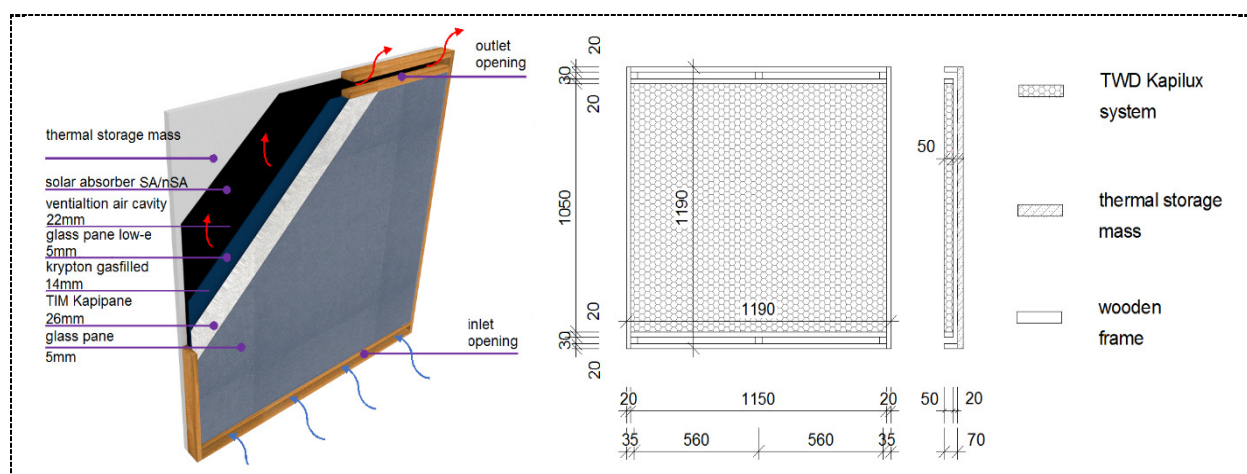 outlet
opening
thermal storage mass
solar absorber SA/nSA
ventialtion air cavity
22mm
glass pane low-e
5mm
krypton gasfilled
14mm
TIM Kapipane
26mm
glass pane
5mm
inlet
opening
20
30
20
1050
20
30
20
1190
1190
20
1150
20
35
560
560
35
50
50
20
70
TWD Kapilux
system
thermal storage
mass
wooden
frame